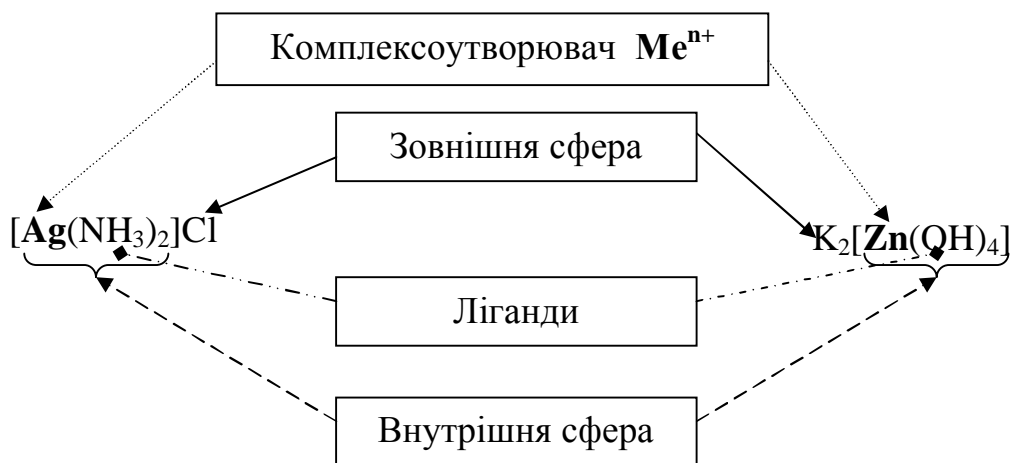 Комплексоутворювач Meⁿ⁺
Зовнішня сфера
[Ag(NH₃)₂]Cl K₂[Zn(OH)₄]
Ліганди
Внутрішня сфера